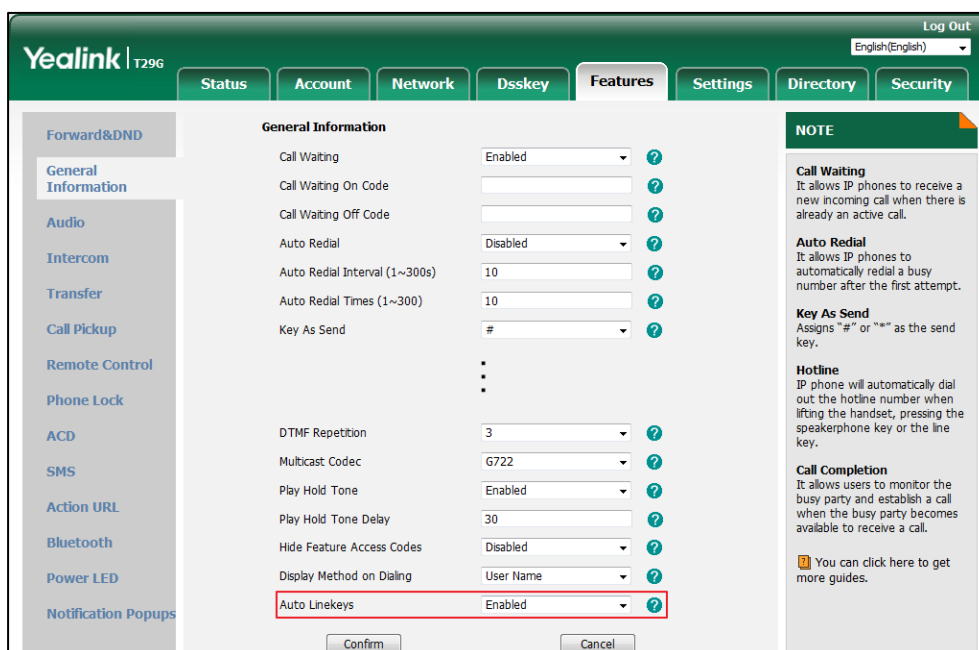 Log Out
English(English)
Yealink | T29G
Status Account Network Dsskey Features Settings Directory Security
Forward&DND
General
Information
Audio
Intercom
Transfer
Call Pickup
Remote Control
Phone Lock
ACD
SMS
Action URL
Bluetooth
Power LED
Notification Popups
General Information
Call Waiting Enabled ?
Call Waiting On Code ?
Call Waiting Off Code ?
Auto Redial Disabled ?
Auto Redial Interval (1~300s) 10 ?
Auto Redial Times (1~300) 10 ?
Key As Send # ?
DTMF Repetition 3 ?
Multicast Codec G722 ?
Play Hold Tone Enabled ?
Play Hold Tone Delay 30 ?
Hide Feature Access Codes Disabled ?
Display Method on Dialing User Name ?
Auto Linekeys Enabled ?
Confirm Cancel
NOTE
Call Waiting
It allows IP phones to receive a
new incoming call when there is
already an active call.
Auto Redial
It allows IP phones to
automatically redial a busy
number after the first attempt.
Key As Send
Assigns "#" or "*" as the send
key.
Hotline
IP phone will automatically dial
out the hotline number when
lifting the handset, pressing the
speakerphone key or the line
key.
Call Completion
It allows users to monitor the
busy party and establish a call
when the busy party becomes
available to receive a call.
? You can click here to get
more guides.